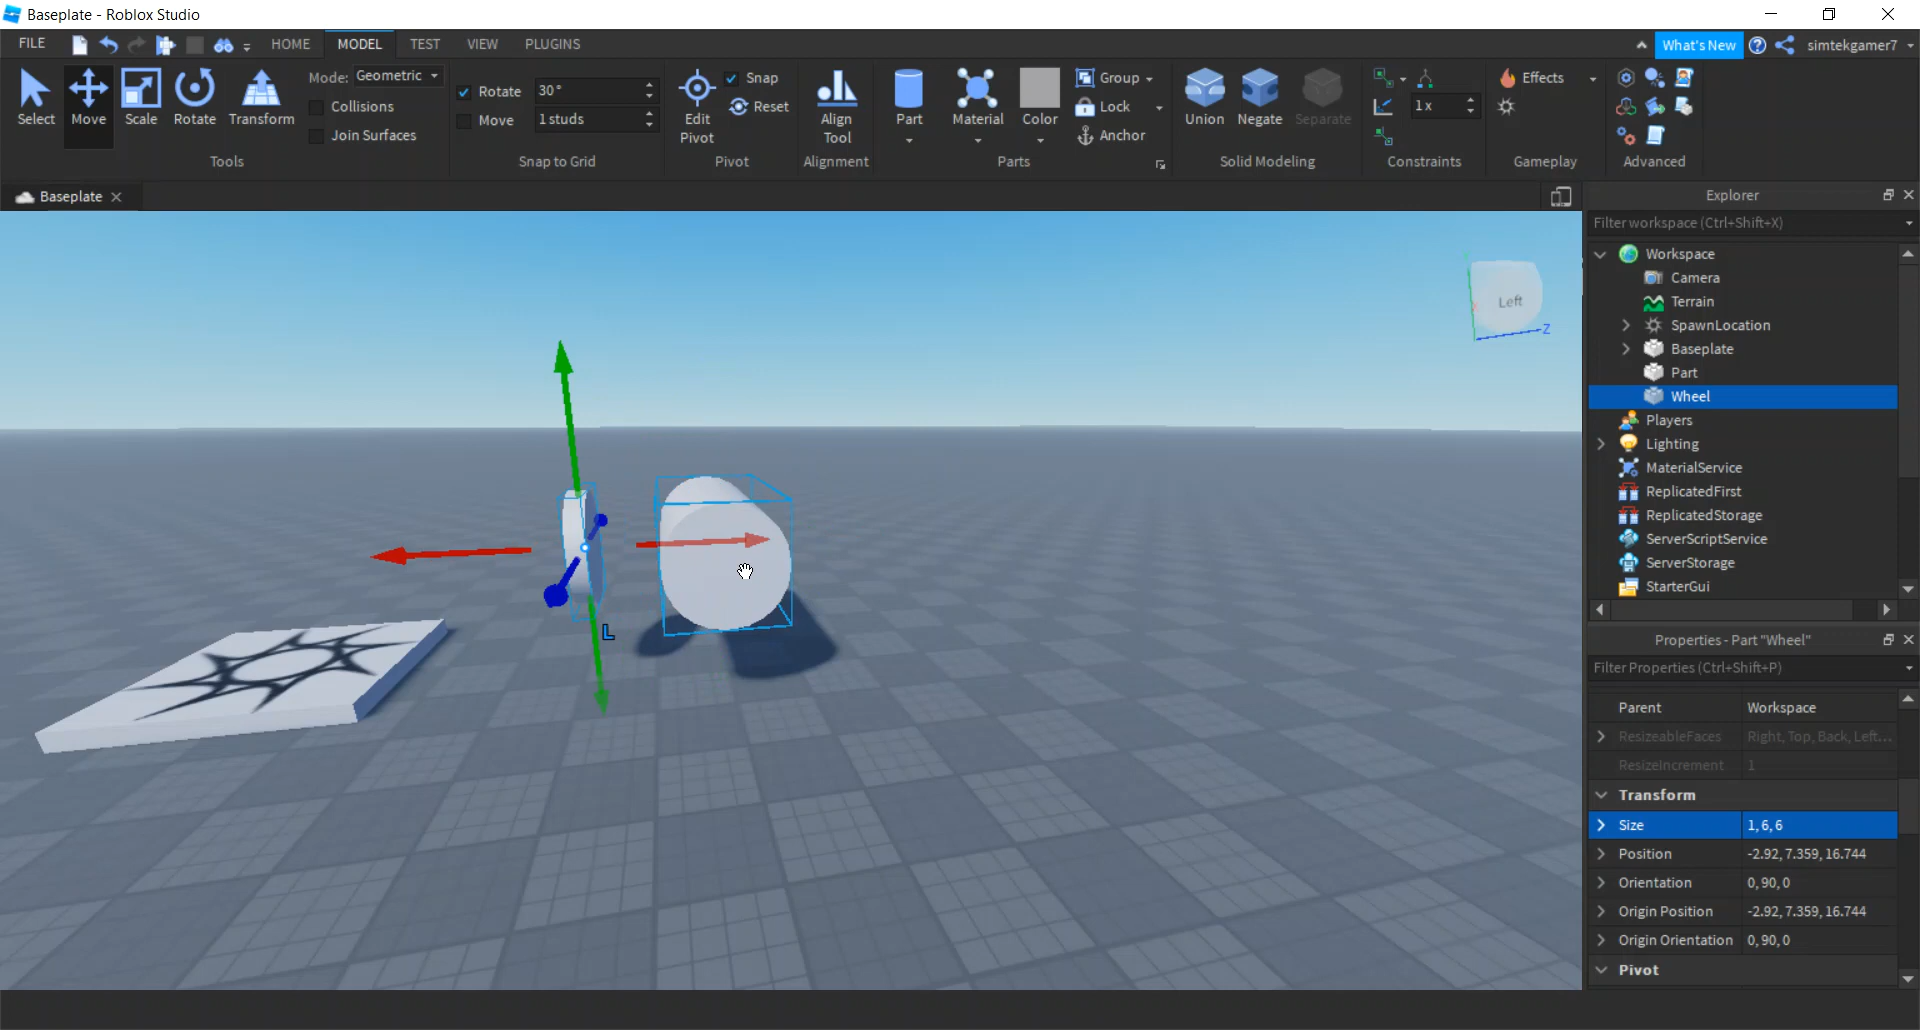 Baseplate - Roblox Studio
FILE HOME MODEL TEST VIEW PLUGINS What's New simtekgamer7
Select Move Scale Rotate Transform
Mode: Geometric
Collisions
Join Surfaces
Tools
Rotate 30°
Move 1 studs
Snap to Grid
Edit Pivot
Snap
Reset
Pivot
Align Tool
Alignment
Part Material Color
Group
Lock
Anchor
Parts
Union Negate Separate
Solid Modeling
1 x
Constraints
Effects
Gameplay
Advanced
Baseplate
Left
Z
L
Explorer
Filter workspace (Ctrl+Shift+X)
Workspace
Camera
Terrain
SpawnLocation
Baseplate
Part
Wheel
Players
Lighting
MaterialService
ReplicatedFirst
ReplicatedStorage
ServerScriptService
ServerStorage
StarterGui
Properties - Part "Wheel"
Filter Properties (Ctrl+Shift+P)
Parent Workspace
ResizeableFaces Right, Top, Back, Left...
ResizeIncrement 1
Transform
Size 1, 6, 6
Position -2.92, 7.359, 16.744
Orientation 0, 90, 0
Origin Position -2.92, 7.359, 16.744
Origin Orientation 0, 90, 0
Pivot